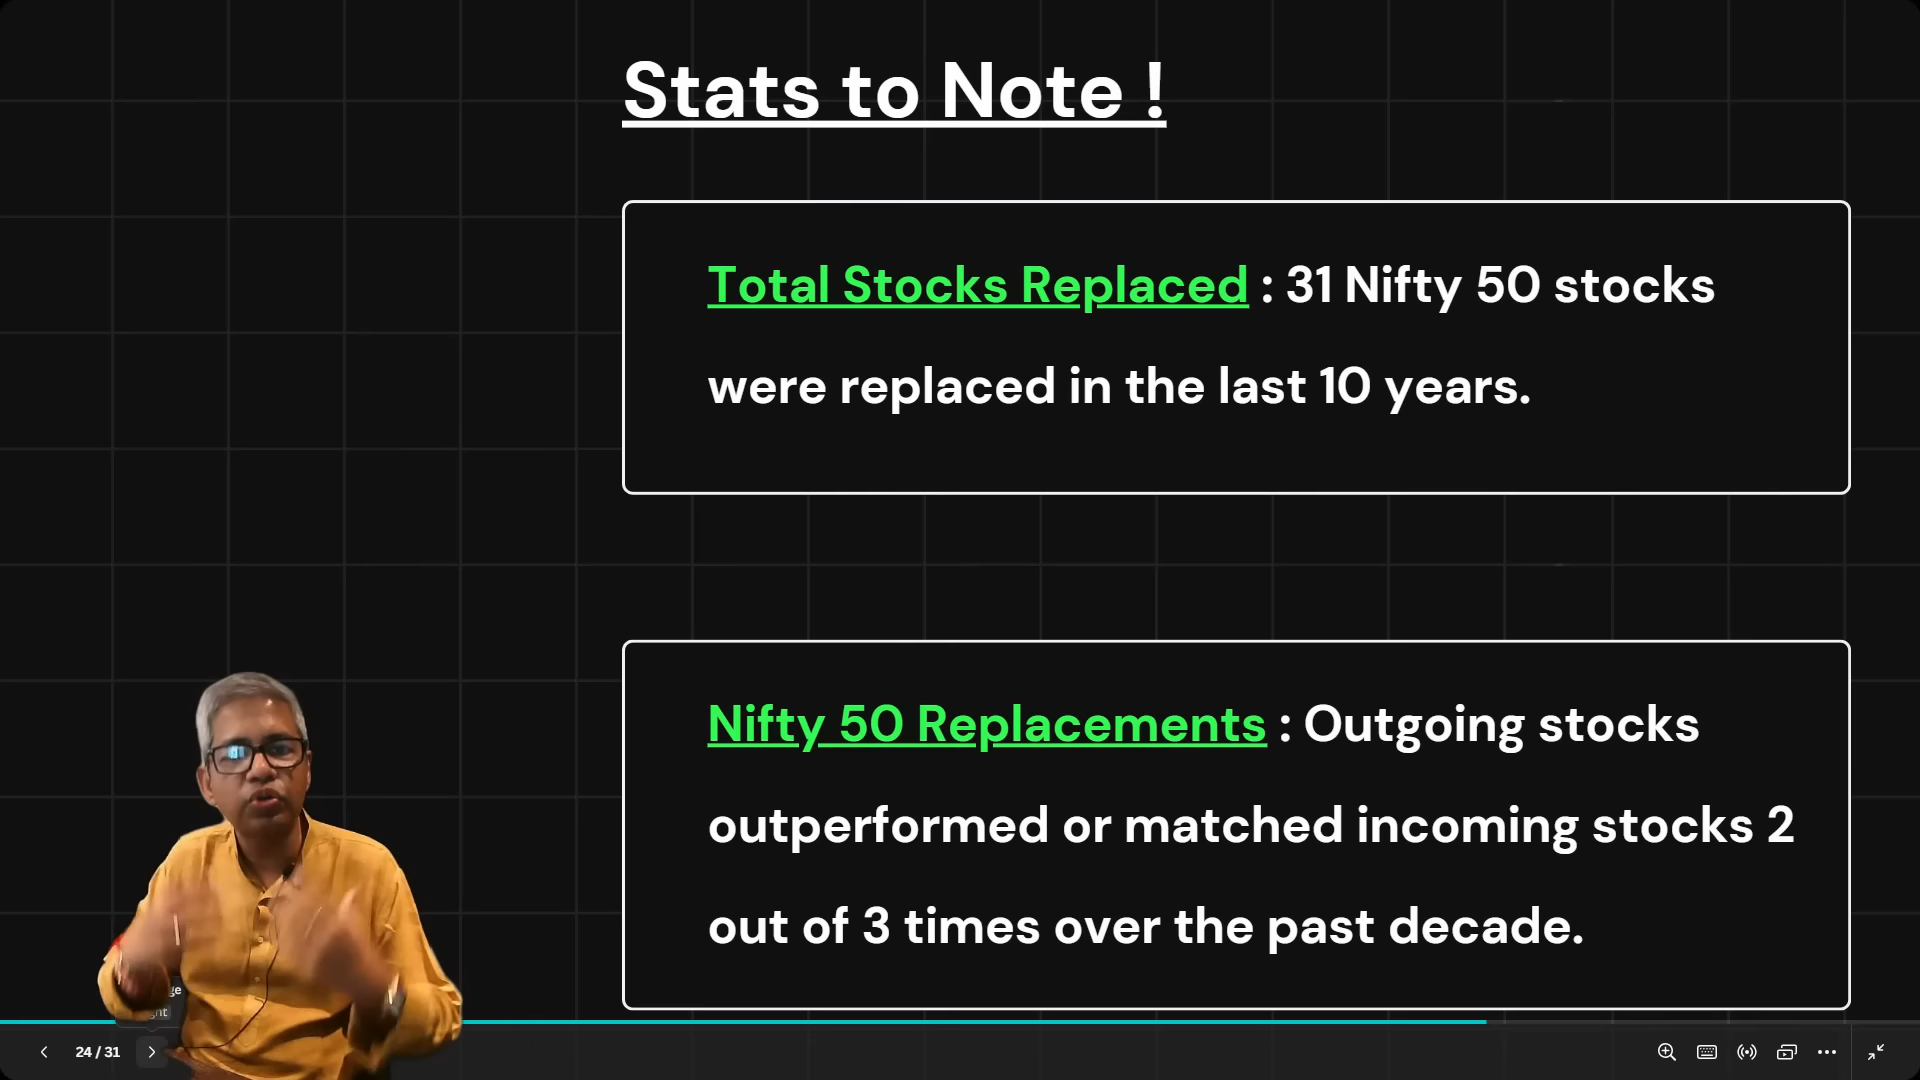 Stats to Note !
Total Stocks Replaced : 31 Nifty 50 stocks
were replaced in the last 10 years.
Nifty 50 Replacements : Outgoing stocks
outperformed or matched incoming stocks 2
out of 3 times over the past decade.
24 / 31